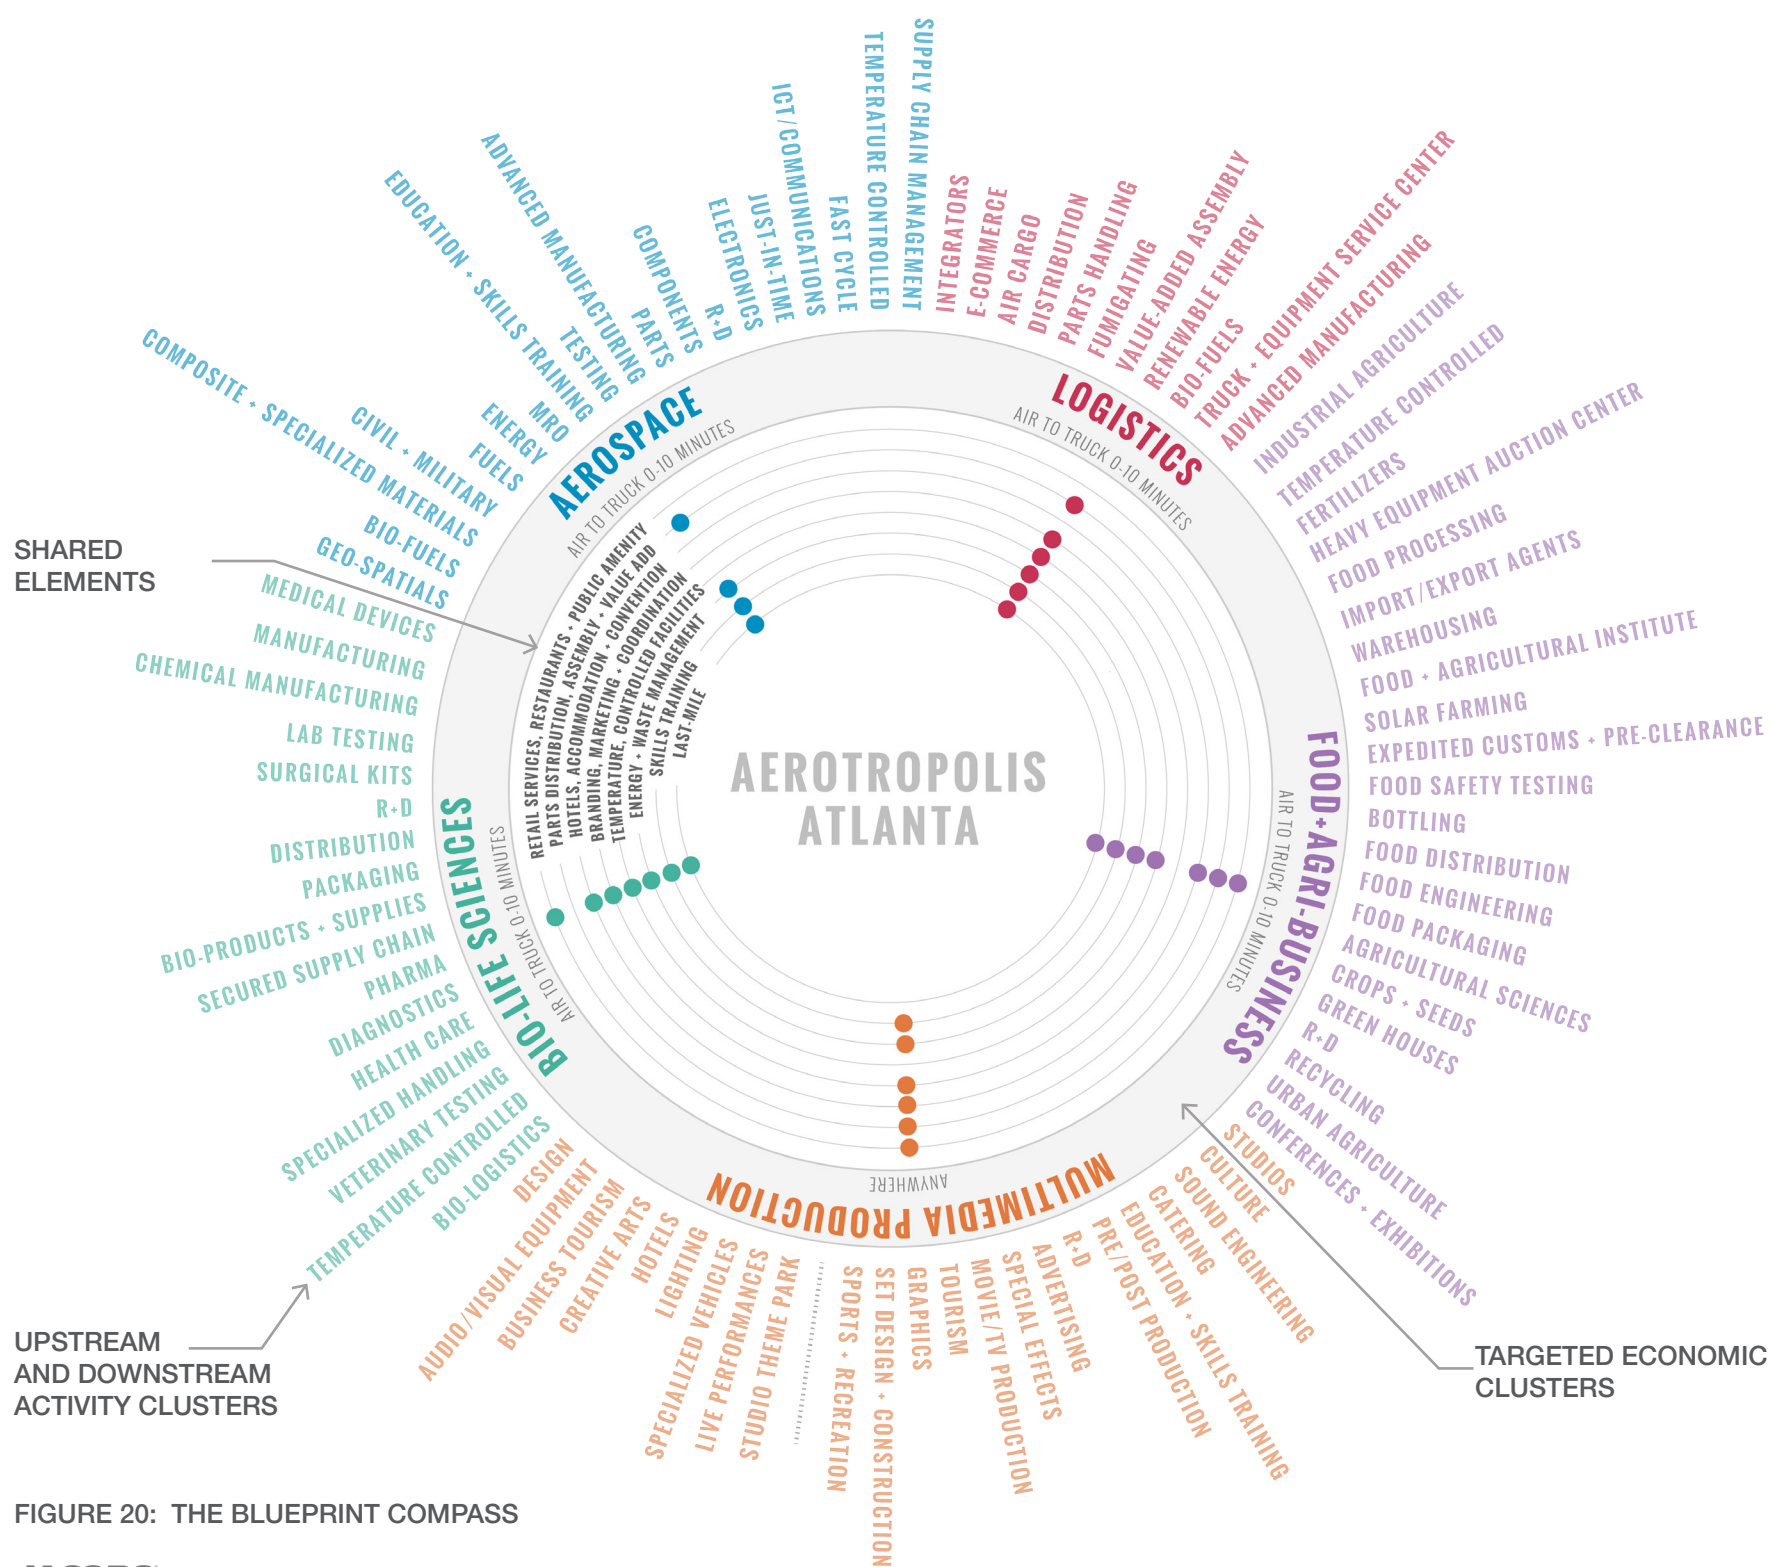 SUPPLY CHAIN MANAGEMENT
TEMPERATURE CONTROLLED
FAST CYCLE
ICT/COMMUNICATIONS
JUST-IN-TIME
ELECTRONICS
R+D
COMPONENTS
PARTS
ADVANCED MANUFACTURING
TESTING
EDUCATION + SKILLS TRAINING
MRO
ENERGY
FUELS
CIVIL + MILITARY
COMPOSITE + SPECIALIZED MATERIALS
BIO-FUELS
GEO-SPATIALS
INTEGRATORS
E-COMMERCE
AIR CARGO
DISTRIBUTION
PARTS HANDLING
FUMIGATING
VALUE-ADDED ASSEMBLY
RENEWABLE ENERGY
BIO-FUELS
TRUCK + EQUIPMENT SERVICE CENTER
ADVANCED MANUFACTURING
INDUSTRIAL AGRICULTURE
TEMPERATURE CONTROLLED
FERTILIZERS
HEAVY EQUIPMENT AUCTION CENTER
FOOD PROCESSING
IMPORT/EXPORT AGENTS
WAREHOUSING
FOOD + AGRICULTURAL INSTITUTE
SOLAR FARMING
EXPEDITED CUSTOMS + PRE-CLEARANCE
FOOD SAFETY TESTING
BOTTLING
FOOD DISTRIBUTION
FOOD ENGINEERING
FOOD PACKAGING
AGRICULTURAL SCIENCES
CROPS + SEEDS
GREEN HOUSES
R+D
RECYCLING
URBAN AGRICULTURE
CONFERENCES + EXHIBITIONS
STUDIOS
CULTURE
SOUND ENGINEERING
CATERING
EDUCATION + SKILLS TRAINING
PRE/POST PRODUCTION
R+D
ADVERTISING
SPECIAL EFFECTS
MOVIE/TV PRODUCTION
TOURISM
GRAPHICS
SET DESIGN + CONSTRUCTION
SPORTS + RECREATION
STUDIO THEME PARK
LIVE PERFORMANCES
SPECIALIZED VEHICLES
LIGHTING
HOTELS
CREATIVE ARTS
BUSINESS TOURISM
AUDIO/VISUAL EQUIPMENT
DESIGN
MEDICAL DEVICES
MANUFACTURING
CHEMICAL MANUFACTURING
LAB TESTING
SURGICAL KITS
R+D
DISTRIBUTION
PACKAGING
BIO-PRODUCTS + SUPPLIES
SECURED SUPPLY CHAIN
PHARMA
DIAGNOSTICS
HEALTH CARE
SPECIALIZED HANDLING
VETERINARY TESTING
TEMPERATURE CONTROLLED
BIO-LOGISTICS
AEROSPACE
AIR TO TRUCK 0-10 MINUTES
LOGISTICS
AIR TO TRUCK 0-10 MINUTES
FOOD+AGRI-BUSINESS
AIR TO TRUCK 0-10 MINUTES
MULTIMEDIA PRODUCTION
ANYWHERE
BIO-LIFE SCIENCES
AIR TO TRUCK 0-10 MINUTES
RETAIL SERVICES, RESTAURANTS + PUBLIC AMENITY
PARTS DISTRIBUTION, ASSEMBLY + VALUE ADD
HOTELS, ACCOMMODATION + CONVENTION
BRANDING, MARKETING + COORDINATION
TEMPERATURE, CONTROLLED FACILITIES
ENERGY + WASTE MANAGEMENT
SKILLS TRAINING
LAST-MILE
AEROTROPOLIS
ATLANTA
SHARED
ELEMENTS
UPSTREAM
AND DOWNSTREAM
ACTIVITY CLUSTERS
TARGETED ECONOMIC
CLUSTERS
FIGURE 20: THE BLUEPRINT COMPASS